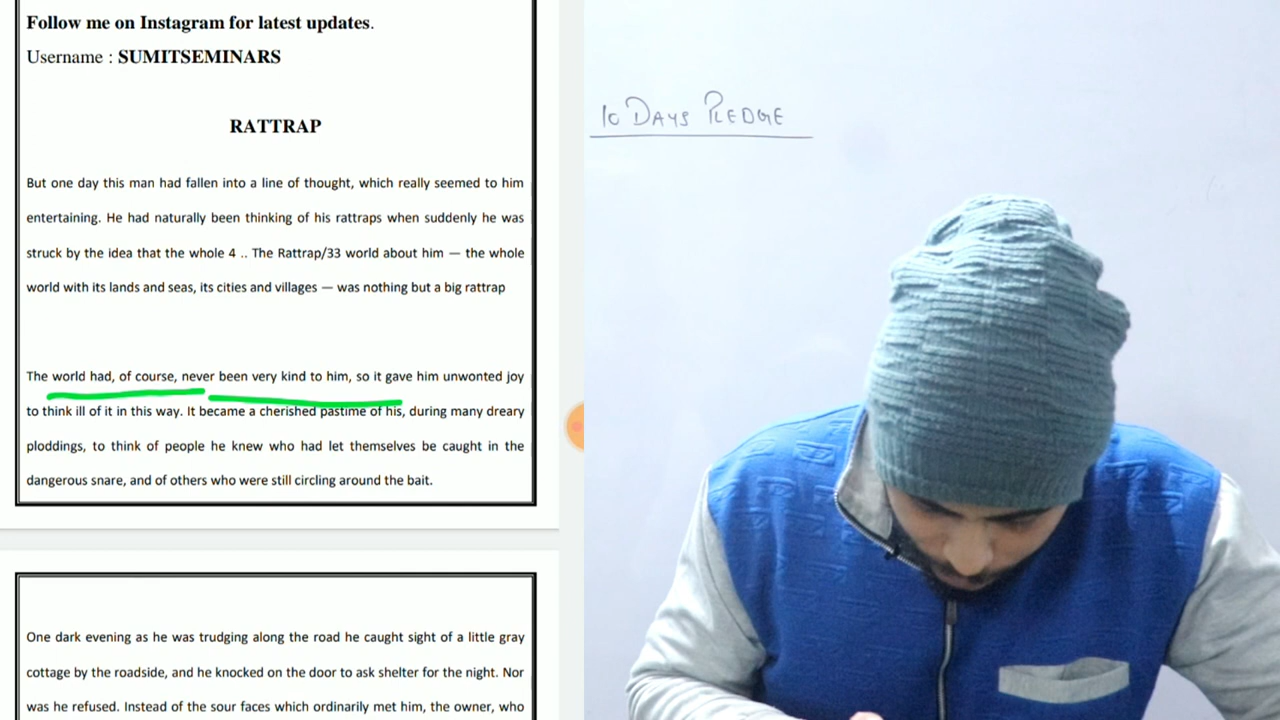 Follow me on Instagram for latest updates.
Username : SUMITSEMINARS
RATTRAP
But one day this man had fallen into a line of thought, which really seemed to him
entertaining. He had naturally been thinking of his rattraps when suddenly he was
struck by the idea that the whole 4 .. The Rattrap/33 world about him — the whole
world with its lands and seas, its cities and villages — was nothing but a big rattrap
The world had, of course, never been very kind to him, so it gave him unwonted joy
to think ill of it in this way. It became a cherished pastime of his, during many dreary
ploddings, to think of people he knew who had let themselves be caught in the
dangerous snare, and of others who were still circling around the bait.
One dark evening as he was trudging along the road he caught sight of a little gray
cottage by the roadside, and he knocked on the door to ask shelter for the night. Nor
was he refused. Instead of the sour faces which ordinarily met him, the owner, who
10 DAYS PLEDGE